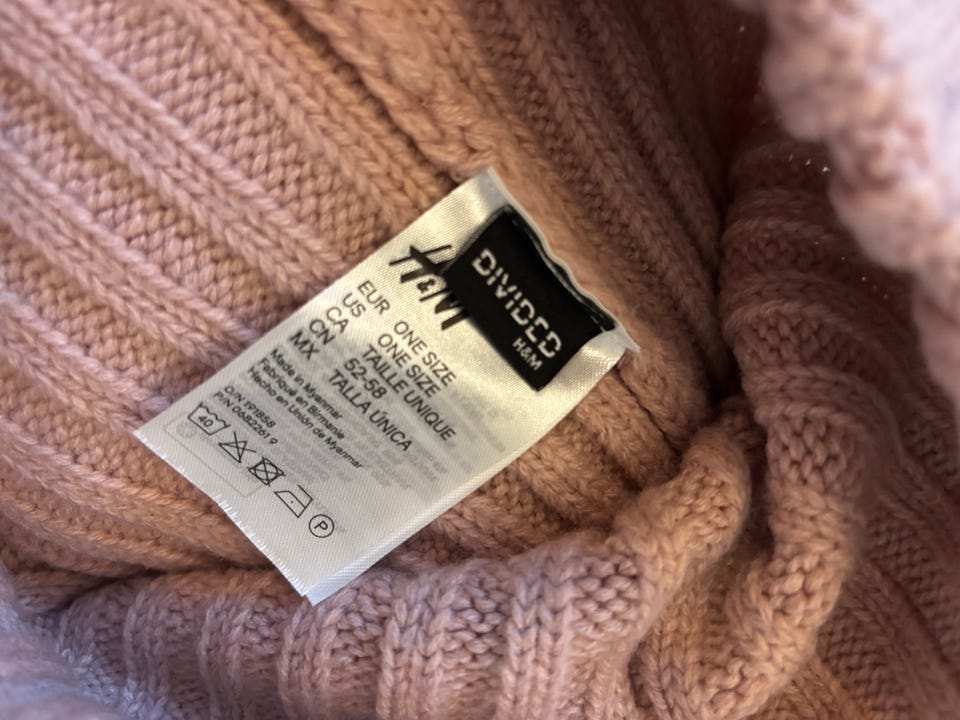 DIVIDED
H&M
H&M
EUR ONE SIZE
US ONE SIZE
CA TAILLE UNIQUE
CN 52-58
MX TALLA ÚNICA
Made in Myanmar
Fabriqué en Birmanie
Hecho en Unión de Myanmar
O/N 191858
P/N 0682261 9
40
P